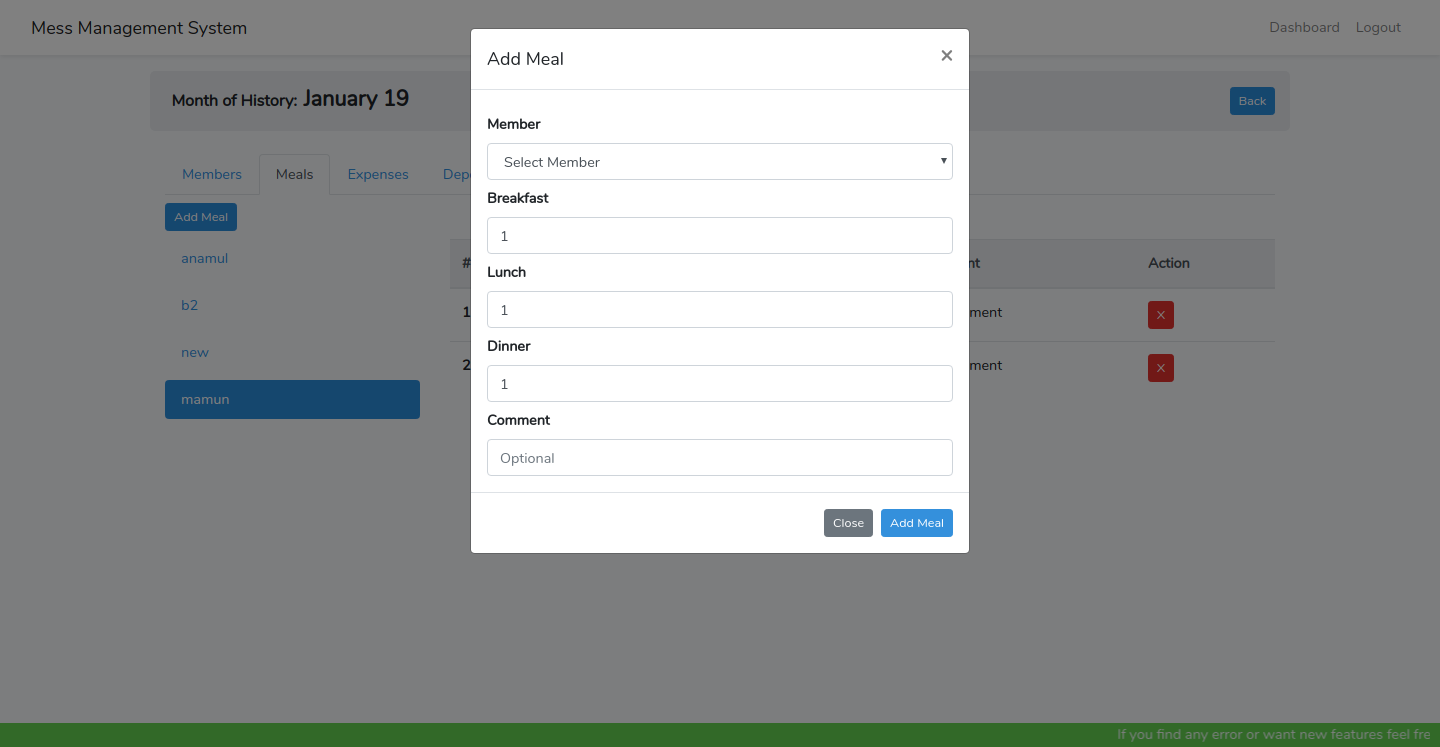 Mess Management System
Dashboard
Logout
Month of History: January 19
Back
Members
Meals
Expenses
Add Meal
anamul
b2
new
mamun
#
Action
1
ment
X
2
ment
X
Add Meal
×
Member
Select Member
Breakfast
1
Lunch
1
Dinner
1
Comment
Optional
Close
Add Meal
If you find any error or want new features feel fre